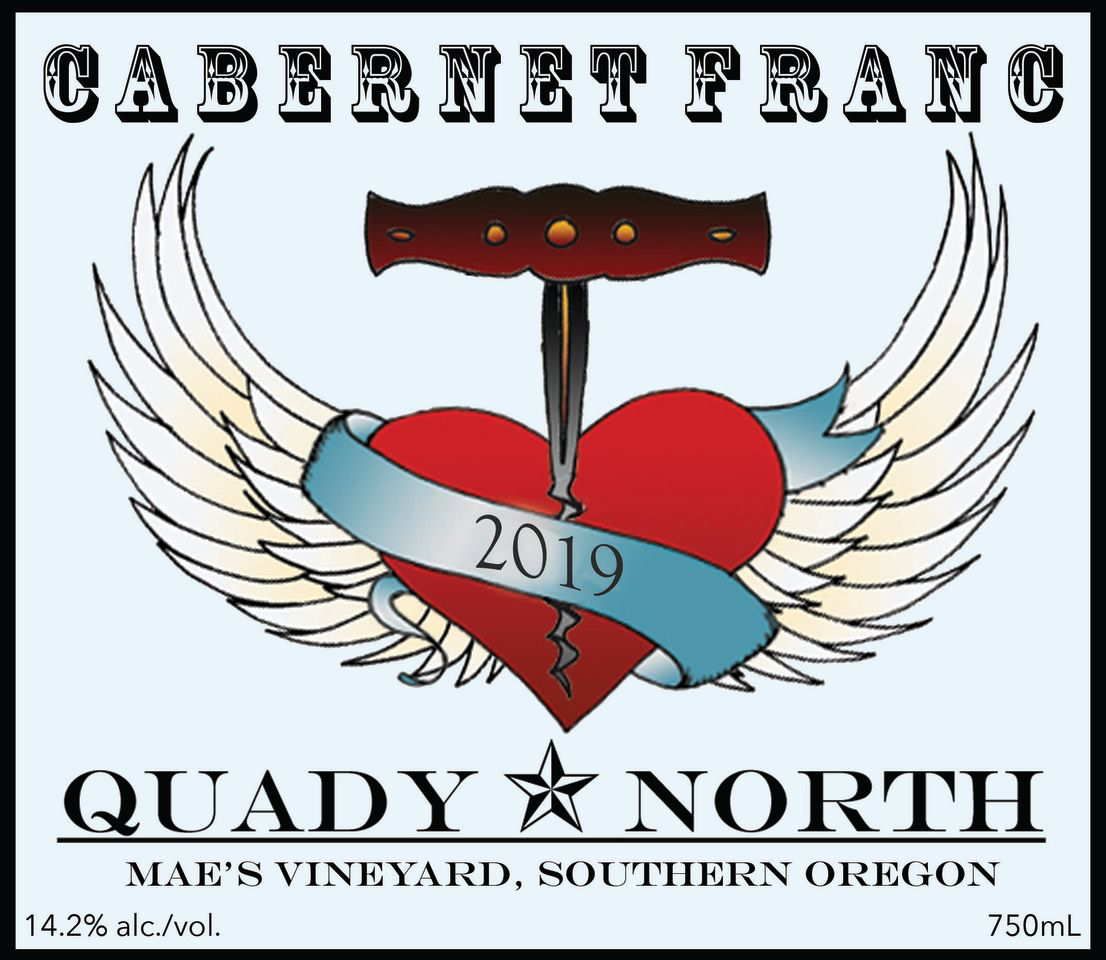 CABERNET FRANC
2019
QUADY NORTH
MAE'S VINEYARD, SOUTHERN OREGON
14.2% alc./vol.
750mL